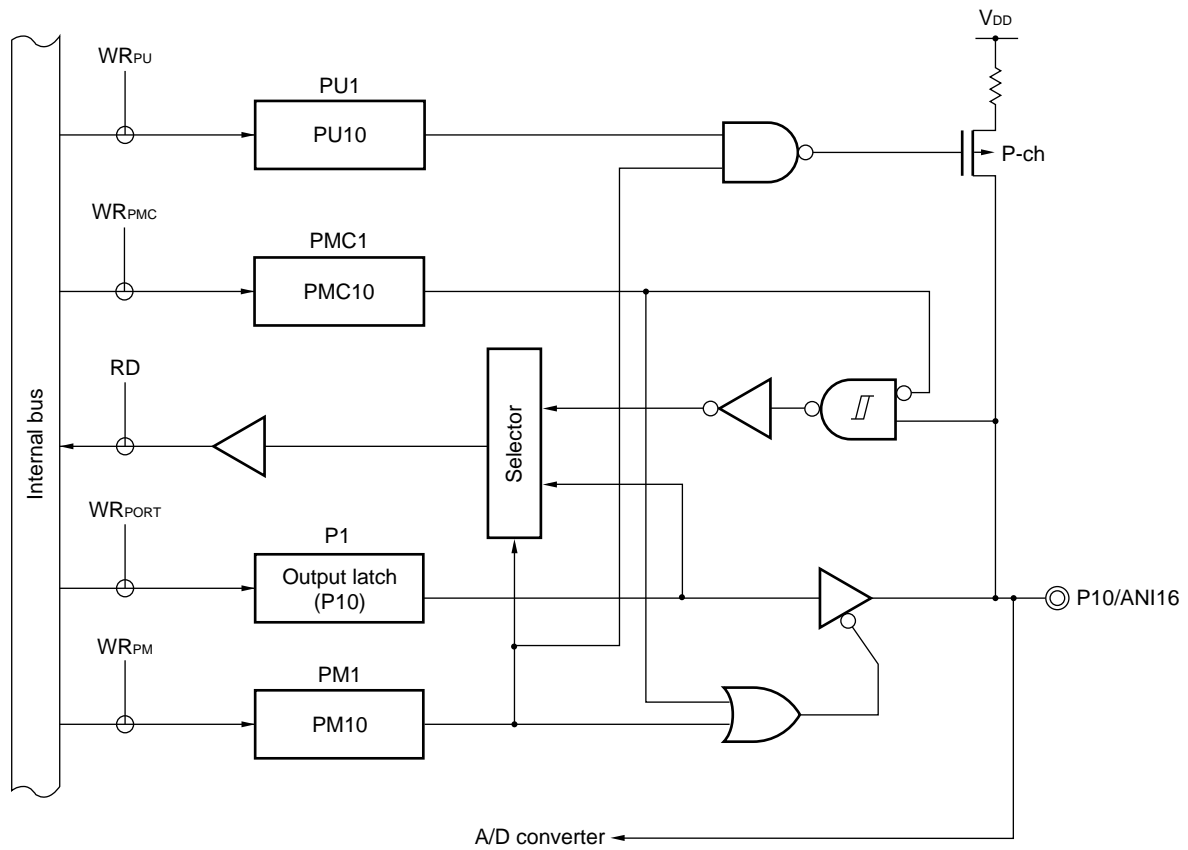 VDD
WRPU
PU1
PU10
P-ch
WRPMC
PMC1
PMC10
RD
Selector
Internal bus
WRPORT
P1
Output latch
(P10)
P10/ANI16
WRPM
PM1
PM10
A/D converter